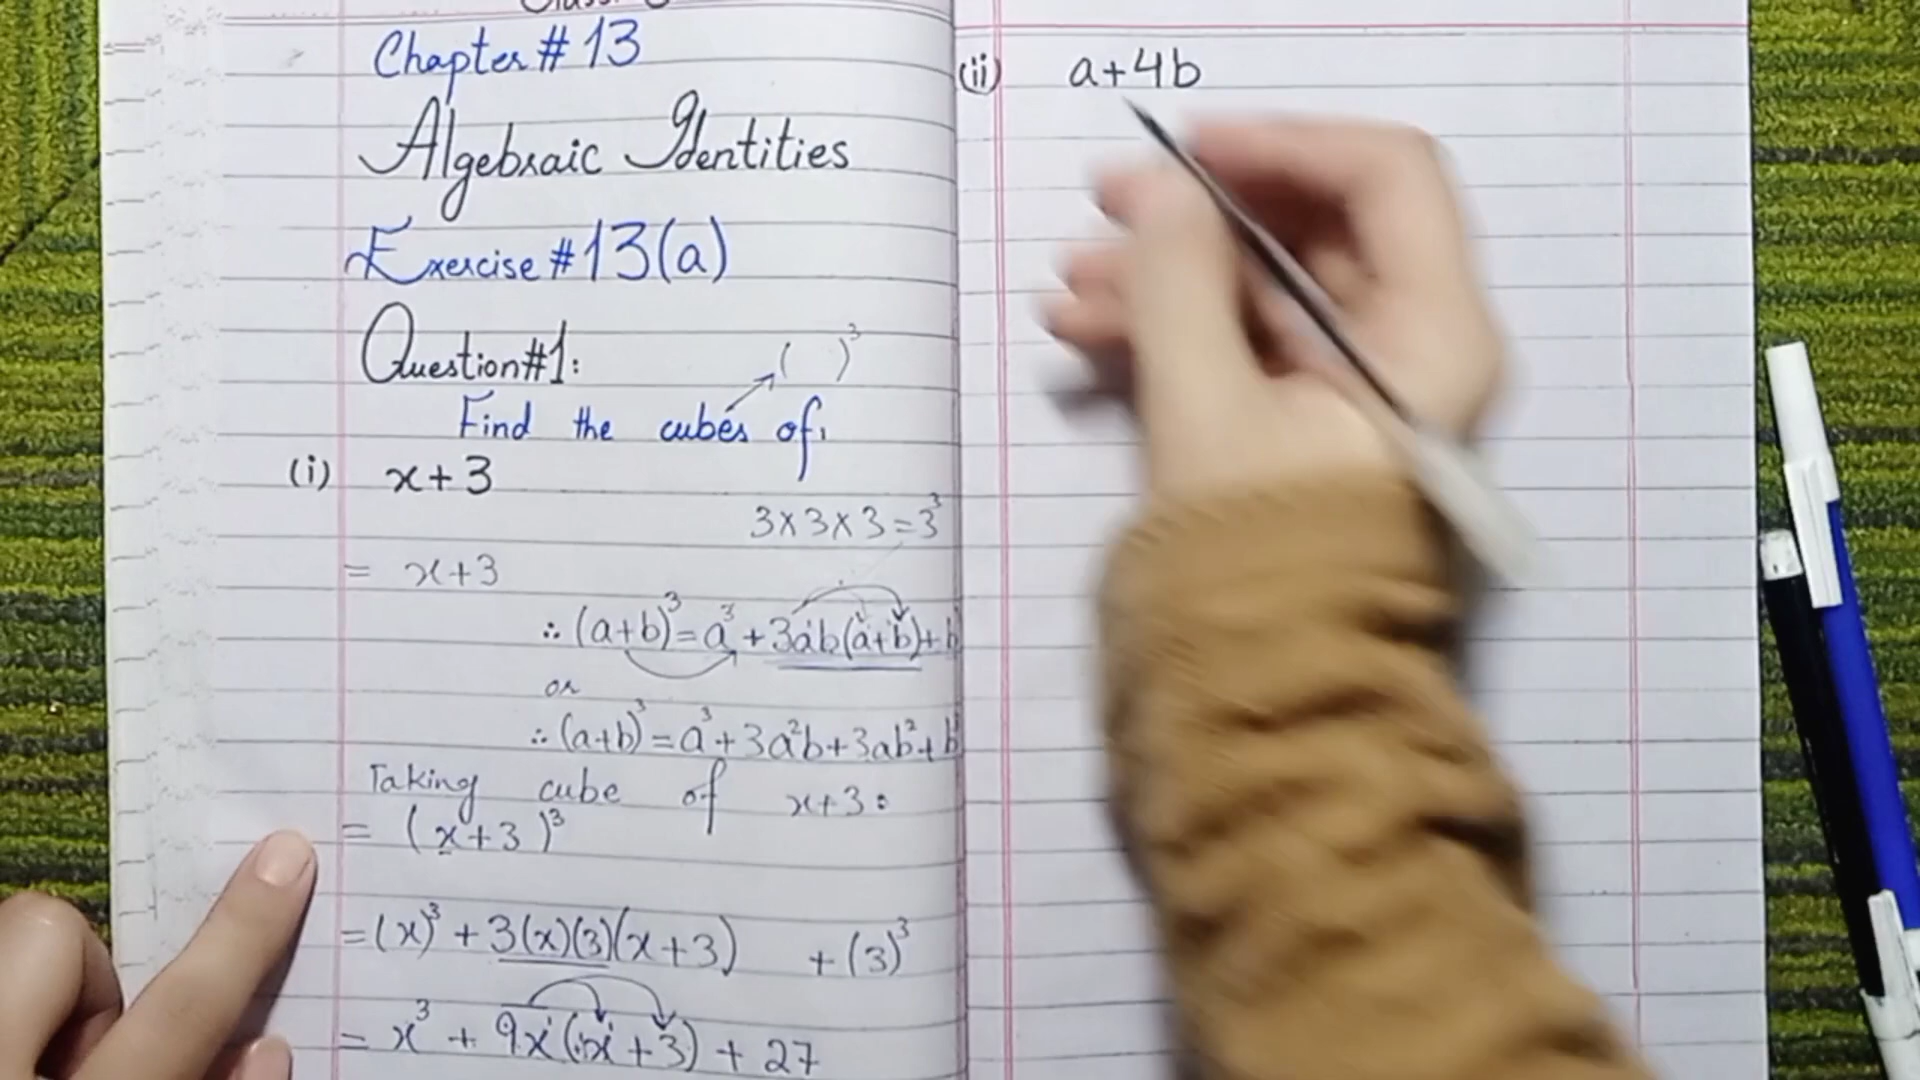 Chapter # 13
Algebraic Identities
Exercise # 13(a)
Question#1:
( )³
Find the cubes of,
(i) x+3
3×3×3=3³
= x+3
∴ (a+b)³=a³+3ab(a+b)+b
or
∴ (a+b)³=a³+3a²b+3ab²+b
Taking cube of x+3:
= (x+3)³
=(x)³+3(x)(3)(x+3) +(3)³
= x³ + 9x(x+3) + 27
(ii) a+4b